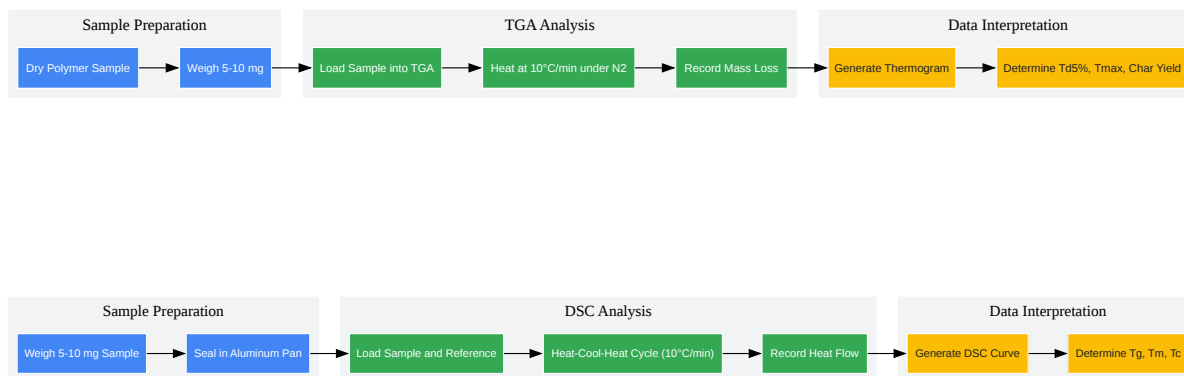 Sample Preparation
TGA Analysis
Data Interpretation
Dry Polymer Sample
Weigh 5-10 mg
Load Sample into TGA
Heat at 10°C/min under N2
Record Mass Loss
Generate Thermogram
Determine Td5%, Tmax, Char Yield
Sample Preparation
DSC Analysis
Data Interpretation
Weigh 5-10 mg Sample
Seal in Aluminum Pan
Load Sample and Reference
Heat-Cool-Heat Cycle (10°C/min)
Record Heat Flow
Generate DSC Curve
Determine Tg, Tm, Tc